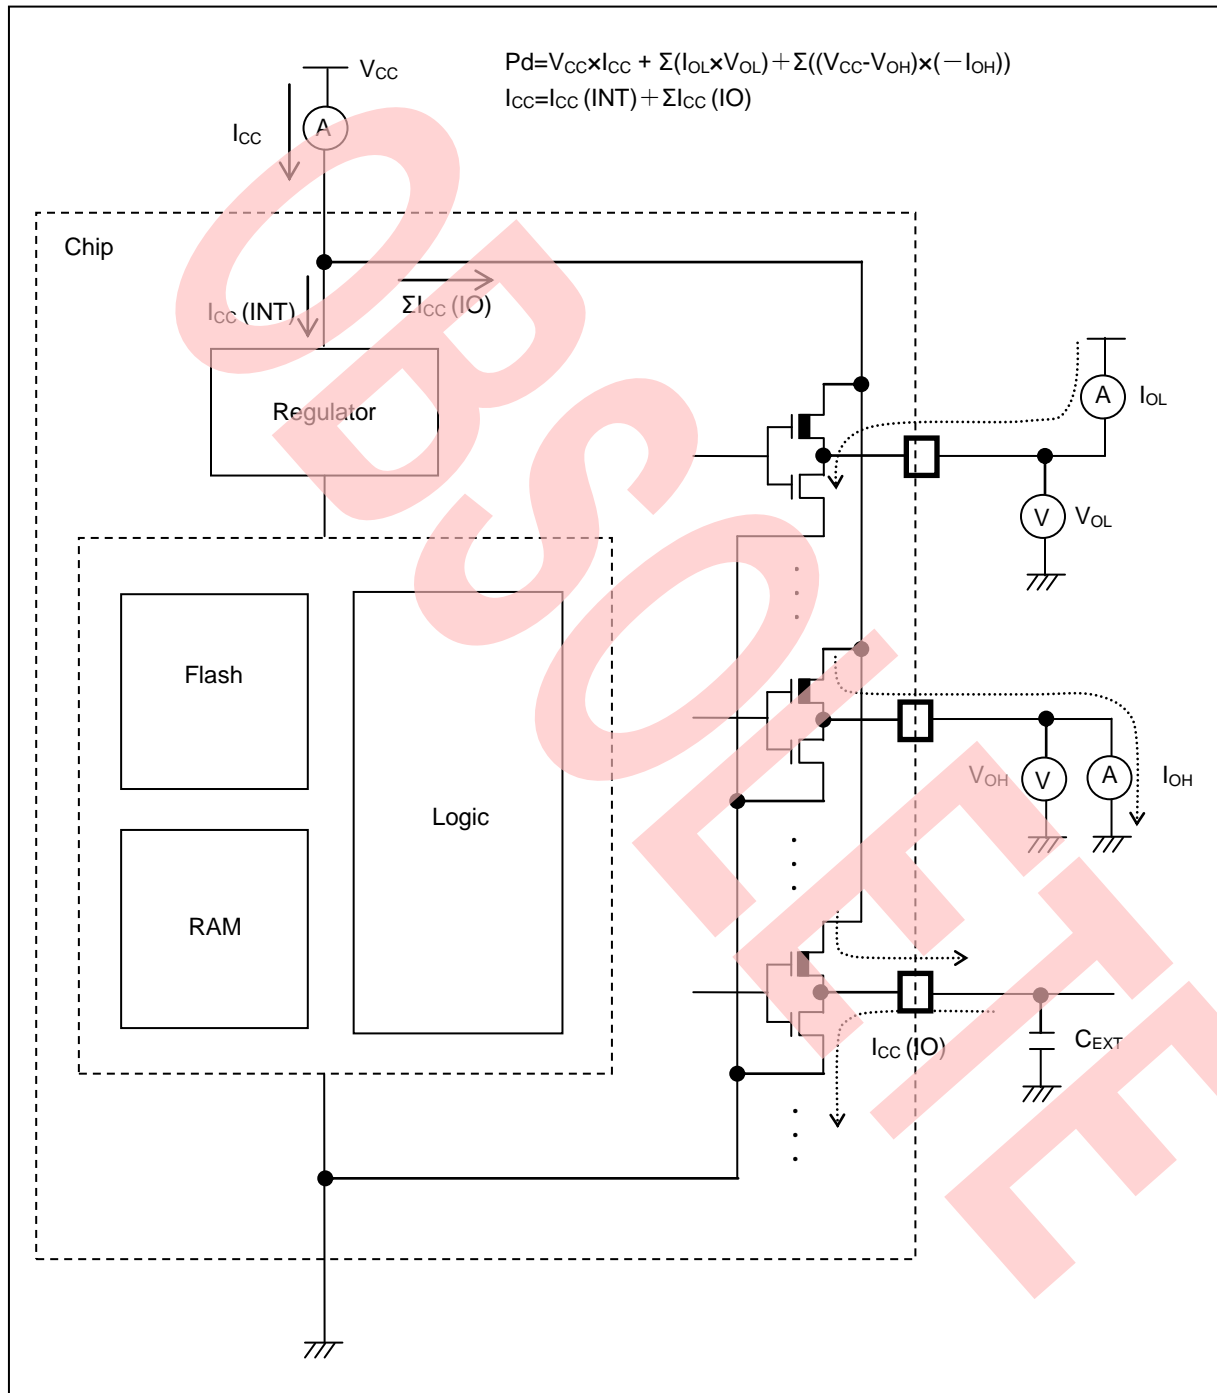 Pd=VCC×ICC + Σ(IOL×VOL)+Σ((VCC-VOH)×(−IOH))
ICC=ICC (INT)+ΣICC (IO)
VCC
A
ICC
Chip
ICC (INT)
ΣICC (IO)
Regulator
A
IOL
V
VOL
Flash
Logic
RAM
VOH
V
A
IOH
ICC (IO)
CEXT
OBSOLETE